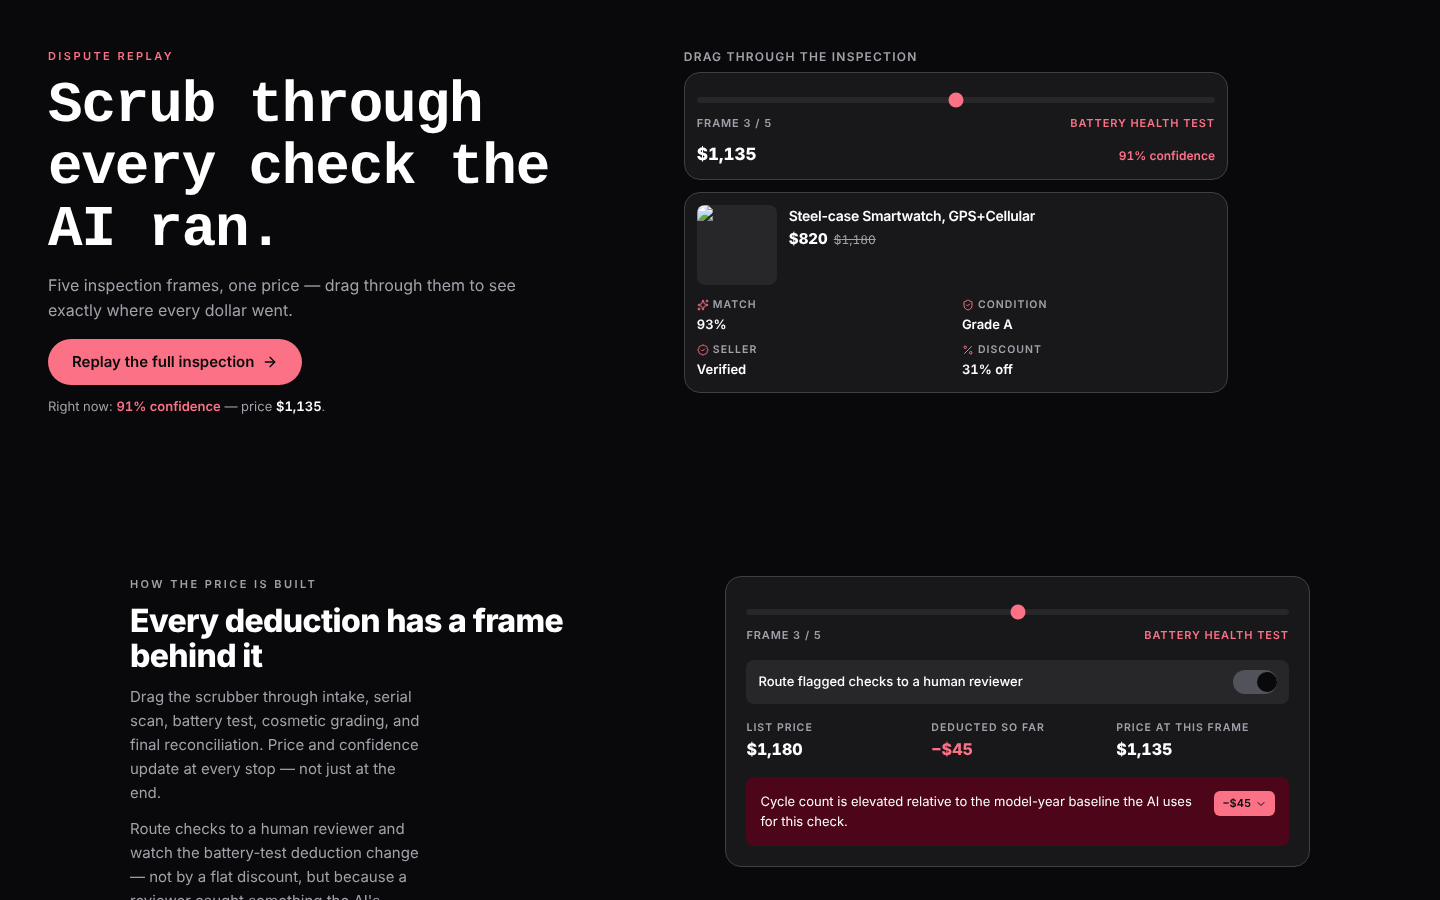 DISPUTE REPLAY
Scrub through
every check the
AI ran.
Five inspection frames, one price — drag through them to see
exactly where every dollar went.
Replay the full inspection →
Right now: 91% confidence — price $1,135.
DRAG THROUGH THE INSPECTION
FRAME 3 / 5
BATTERY HEALTH TEST
$1,135
91% confidence
Steel-case Smartwatch, GPS+Cellular
$820 $1,180
MATCH
93%
CONDITION
Grade A
SELLER
Verified
DISCOUNT
31% off
HOW THE PRICE IS BUILT
Every deduction has a frame
behind it
Drag the scrubber through intake, serial
scan, battery test, cosmetic grading, and
final reconciliation. Price and confidence
update at every stop — not just at the
end.
Route checks to a human reviewer and
watch the battery-test deduction change
— not by a flat discount, but because a
reviewer caught something the AI's
FRAME 3 / 5
BATTERY HEALTH TEST
Route flagged checks to a human reviewer
LIST PRICE
$1,180
DEDUCTED SO FAR
−$45
PRICE AT THIS FRAME
$1,135
Cycle count is elevated relative to the model-year baseline the AI uses
for this check.
−$45